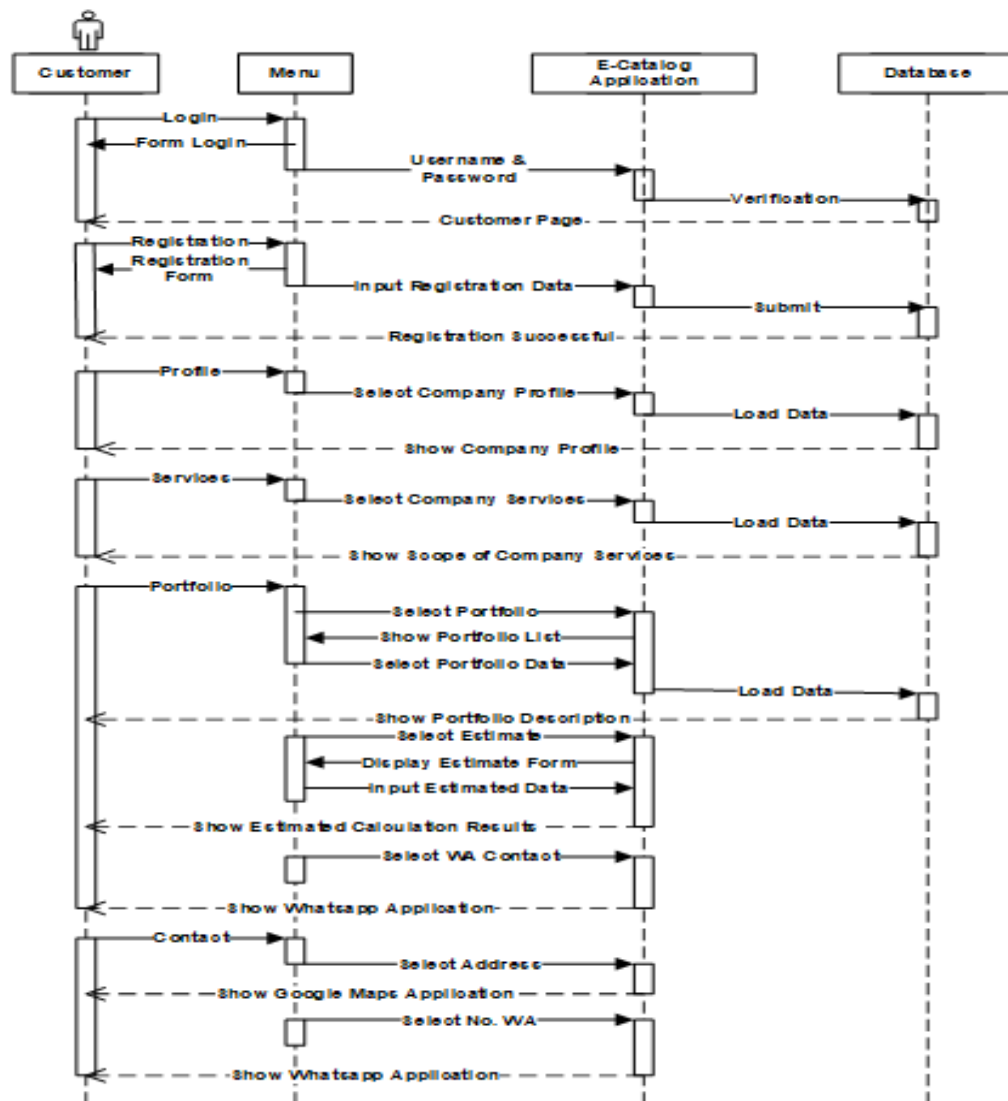 Customer
Menu
E-Catalog
Application
Database
Login
Form Login
Username &
Password
Verification
Customer Page
Registration
Registration
Form
Input Registration Data
Submit
Registration Successful
Profile
Select Company Profile
Load Data
Show Company Profile
Services
Select Company Services
Load Data
Show Scope of Company Services
Portfolio
Select Portfolio
Show Portfolio List
Select Portfolio Data
Load Data
Show Portfolio Description
Select Estimate
Display Estimate Form
Input Estimated Data
Show Estimated Calculation Results
Select WA Contact
Show Whatsapp Application
Contact
Select Address
Show Google Maps Application
Select No. WA
Show Whatsapp Application